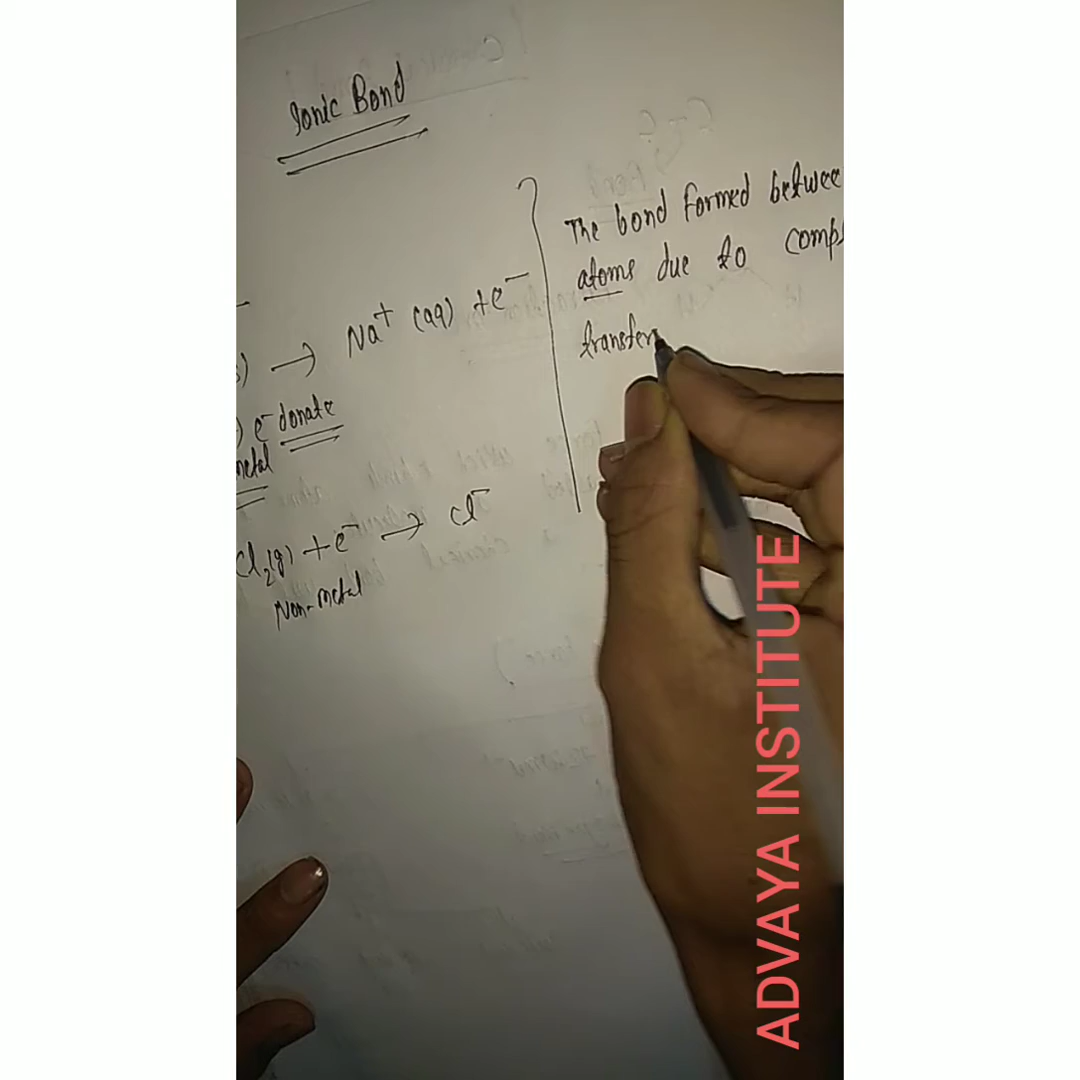 Ionic Bond
) → Na⁺ (aq) + e⁻
) e⁻ donate
metal
Cl₂(g) + e⁻ → Cl⁻
Non-metal
The bond formed betwee
atoms due to comp
transfer
ADVAYA INSTITUTE